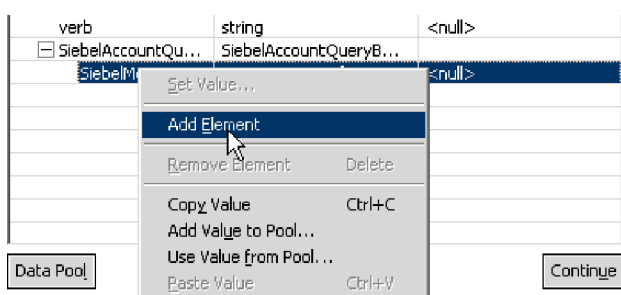 verb string <null>
SiebelAccountQu... SiebelAccountQueryB...
SiebelM <null>
Set Value...
Add Element
Remove Element Delete
Copy Value Ctrl+C
Add Value to Pool...
Use Value from Pool...
Paste Value Ctrl+V
Data Pool Continue